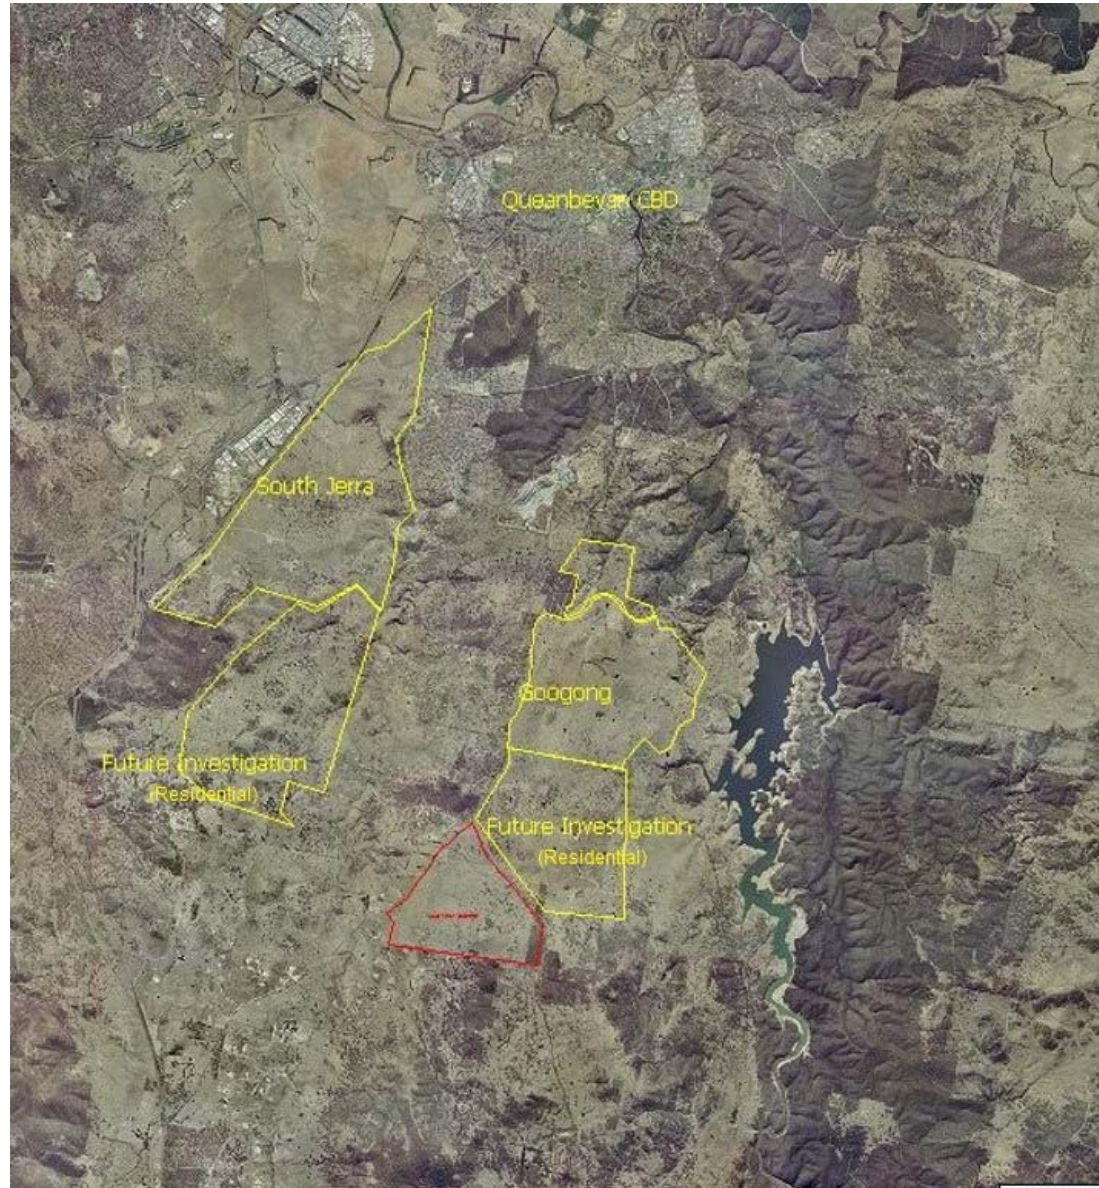 Queanbeyan CBD
South Jerra
Googong
Future Investigation
(Residential)
Future Investigation
(Residential)